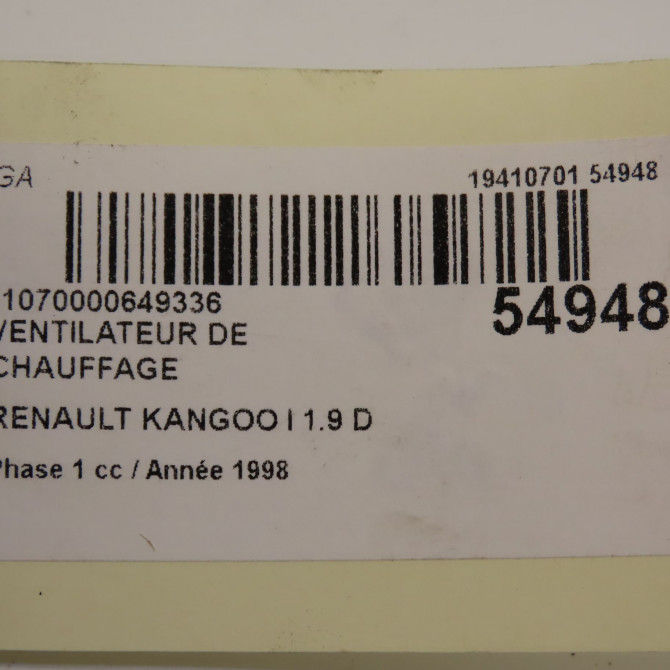 GA
19410701 54948
1070000649336
54948
VENTILATEUR DE
CHAUFFAGE
RENAULT KANGOO I 1.9 D
Phase 1 cc / Année 1998